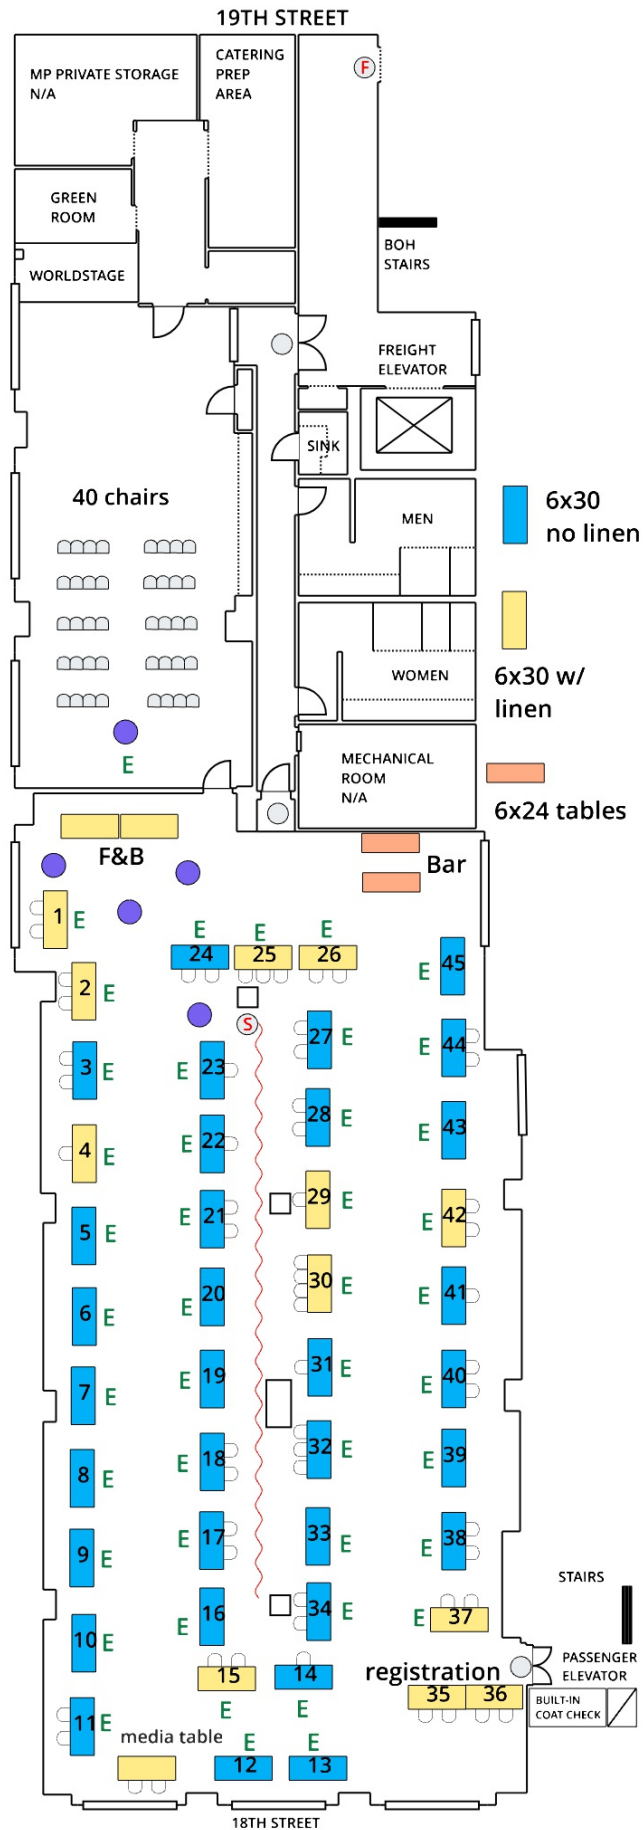 19TH STREET
MP PRIVATE STORAGE
N/A
CATERING
PREP
AREA
F
GREEN
ROOM
BOH
STAIRS
WORLDSTAGE
FREIGHT
ELEVATOR
SINK
40 chairs
6x30
no linen
MEN
WOMEN
6x30 w/
linen
E
MECHANICAL
ROOM
N/A
6x24 tables
F&B
Bar
1 E
E E E
24 25 26
E 45
2 E
S
27 E
E 44
3 E
E 23
28 E
E 43
4 E
E 22
29 E
E 42
5 E
E 21
30 E
E 41
6 E
E 20
31 E
E 40
7 E
E 19
32 E
E 39
8 E
E 18
33 E
E 38
9 E
E 17
34 E
E 37
10 E
E 16
STAIRS
PASSENGER
ELEVATOR
registration
15 14
35 36
BUILT-IN
COAT CHECK
E E
11 E
media table
E E
12 13
18TH STREET